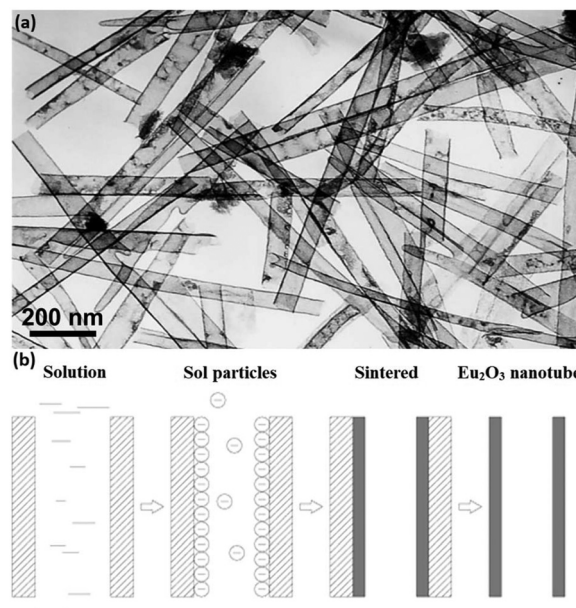 (a)
200 nm
(b)
Solution
Sol particles
Sintered
Eu₂O₃ nanotube